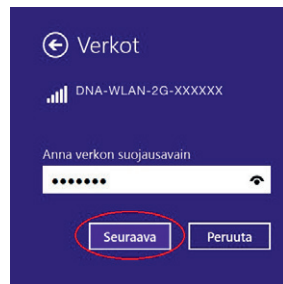 Verkot
DNA-WLAN-2G-XXXXXX
Anna verkon suojausavain
•••••••
Seuraava
Peruuta